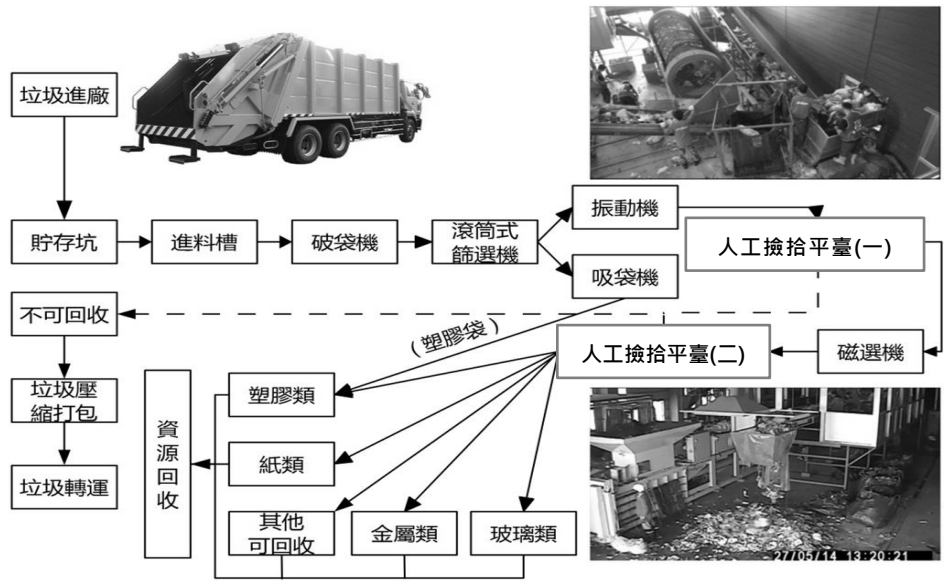 垃圾進廠
貯存坑
進料槽
破袋機
滾筒式
篩選機
振動機
吸袋機
人工撿拾平臺(一)
不可回收
(塑膠袋)
人工撿拾平臺(二)
磁選機
垃圾壓
縮打包
垃圾轉運
資源回收
塑膠類
紙類
其他
可回收
金屬類
玻璃類
27/05/14 13:20:21